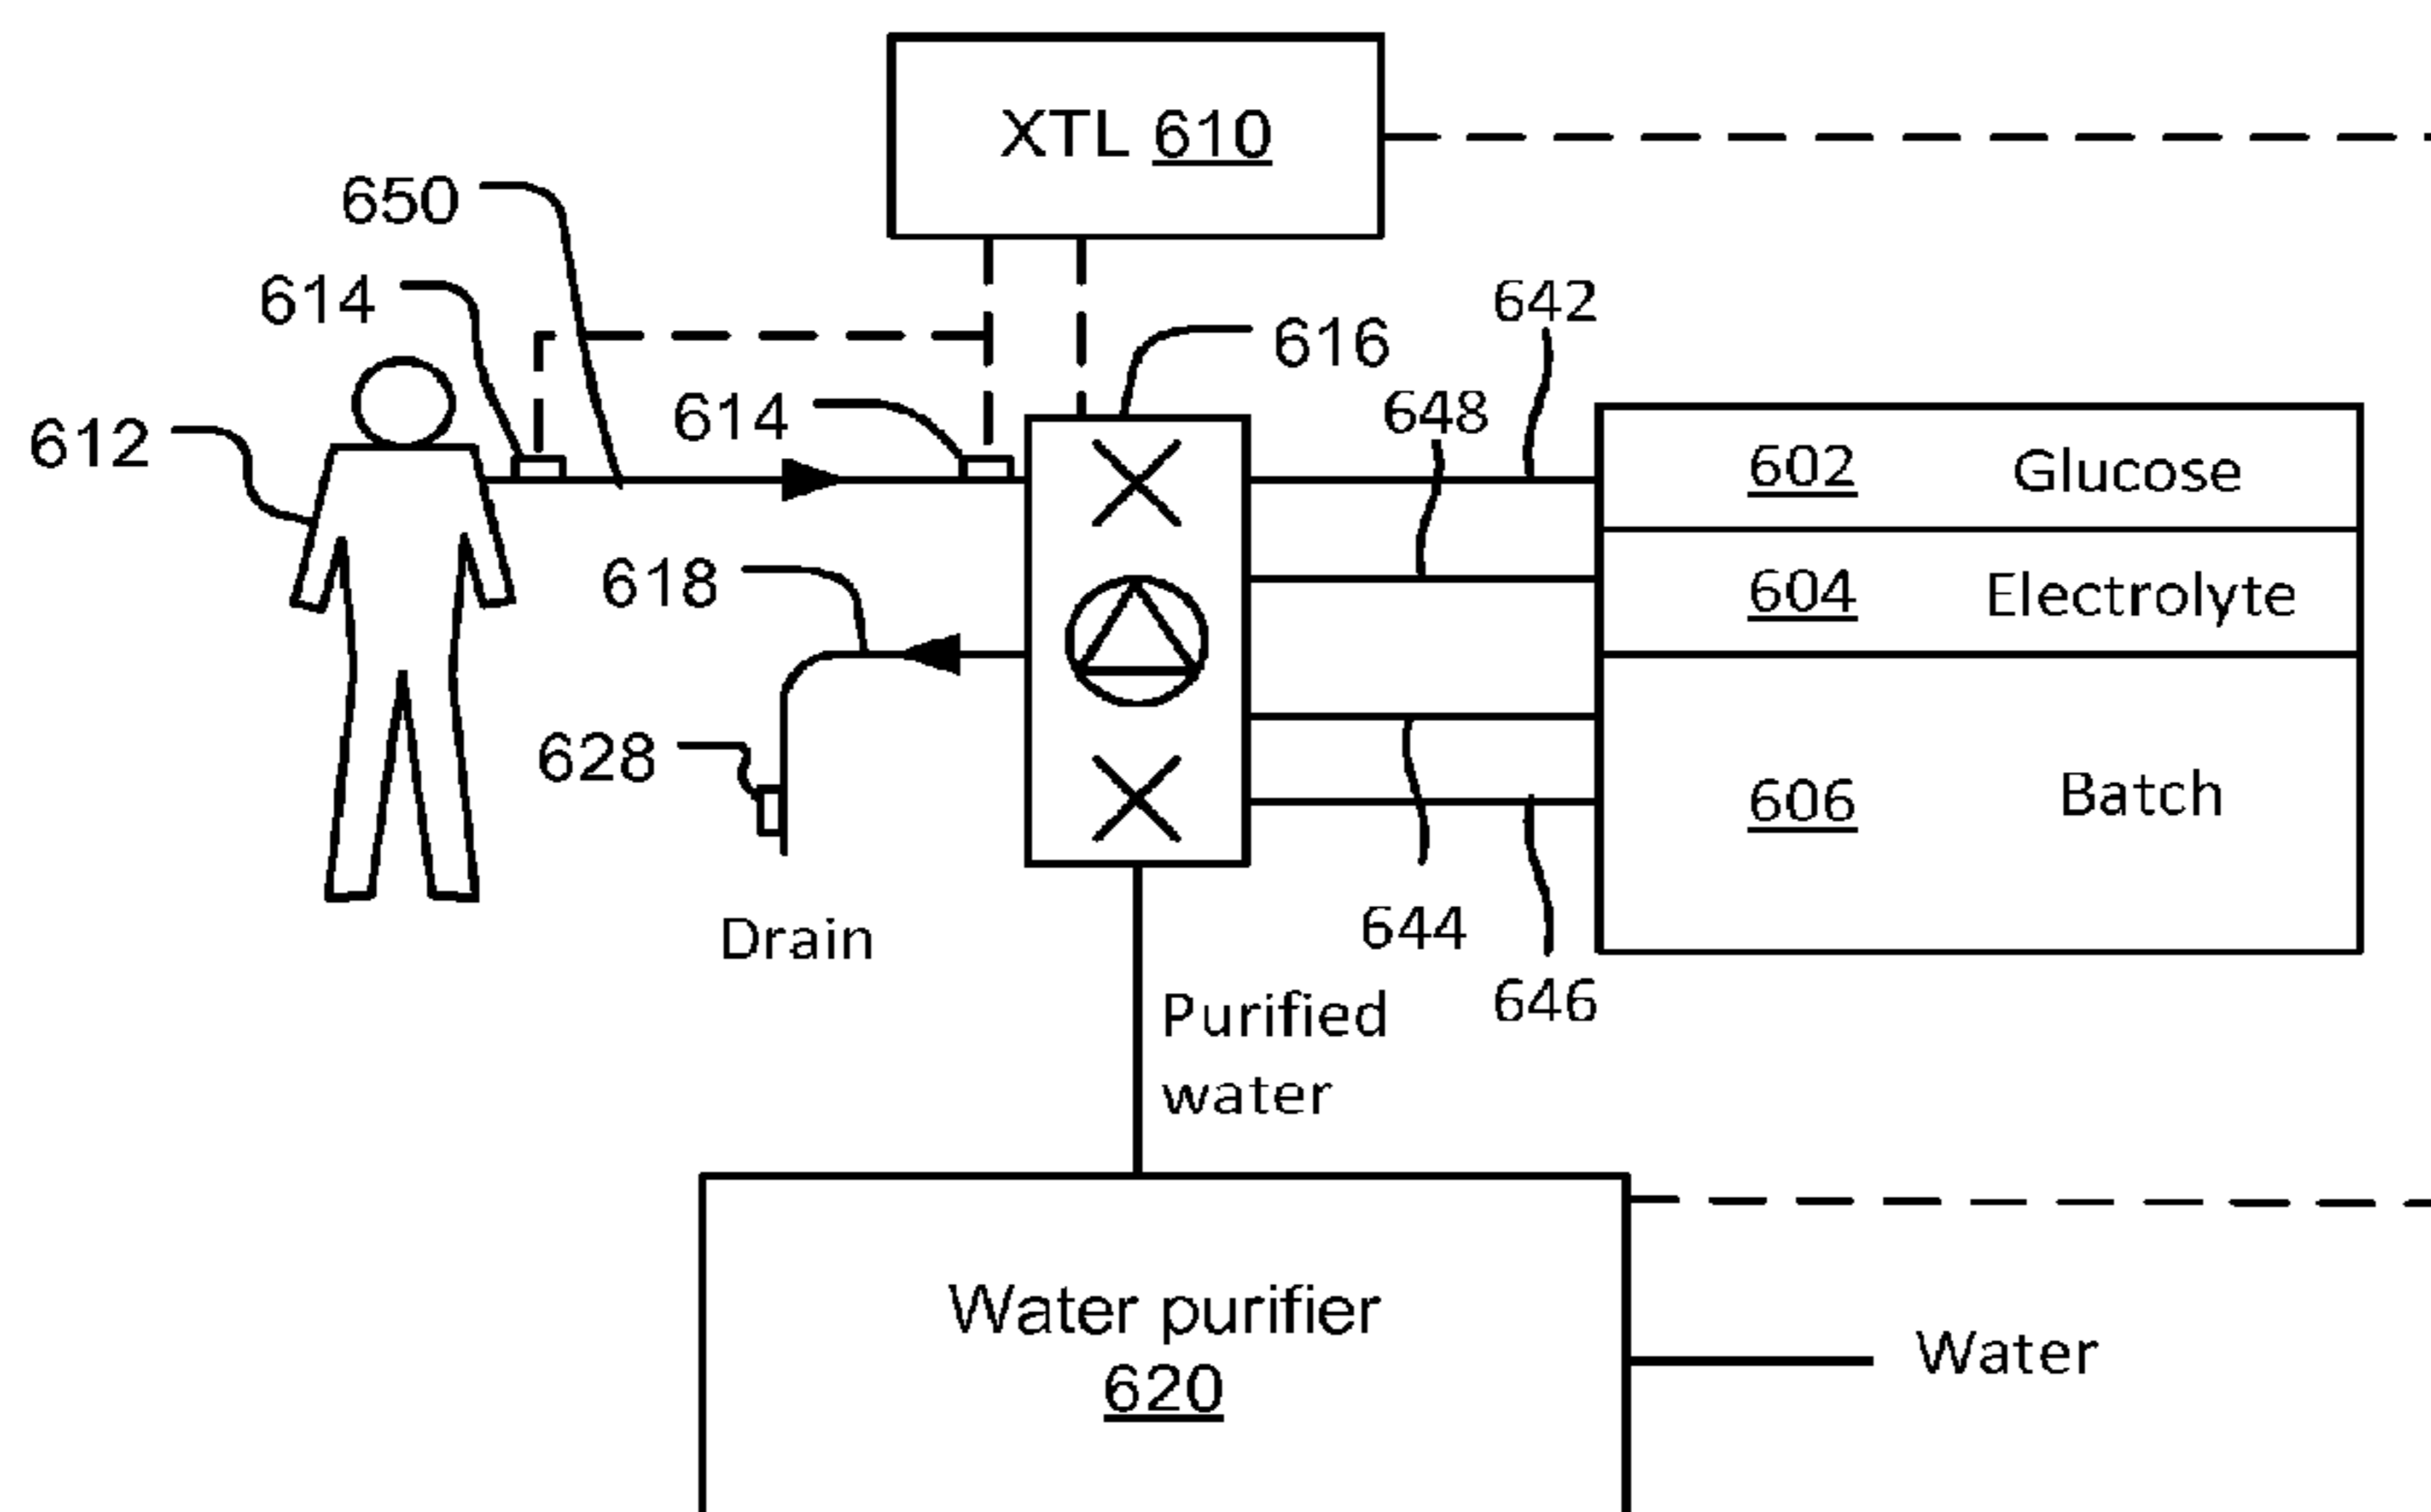 XTL 610
650
614
642
616
614
648
612
602 Glucose
618
604 Electrolyte
628
606 Batch
Drain
644
646
Purified
water
Water purifier
620
Water